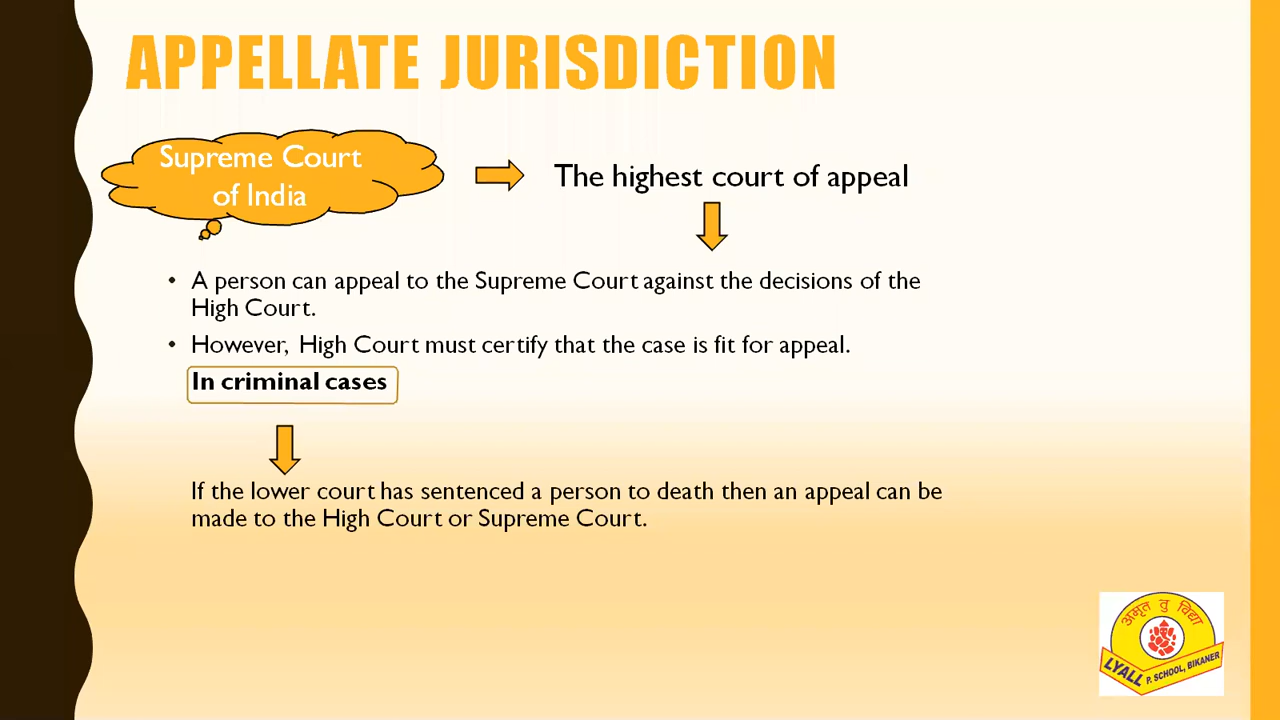 APPELLATE JURISDICTION
Supreme Court
of India
The highest court of appeal
• A person can appeal to the Supreme Court against the decisions of the
High Court.
• However, High Court must certify that the case is fit for appeal.
In criminal cases
If the lower court has sentenced a person to death then an appeal can be
made to the High Court or Supreme Court.
अमृत तु विद्या
LYALL P. SCHOOL, BIKANER